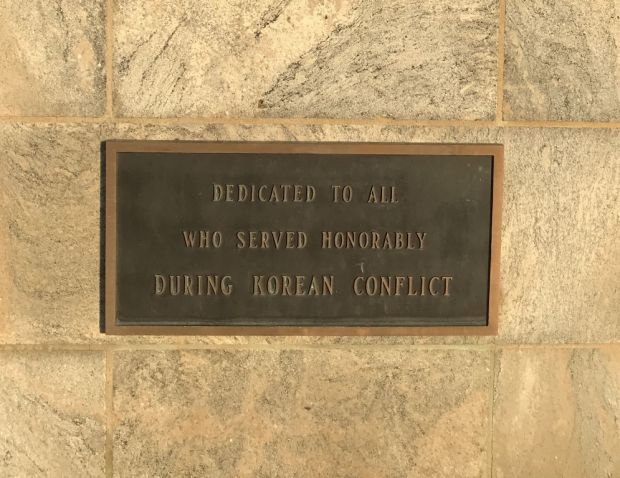 DEDICATED TO ALL
WHO SERVED HONORABLY
DURING KOREAN CONFLICT